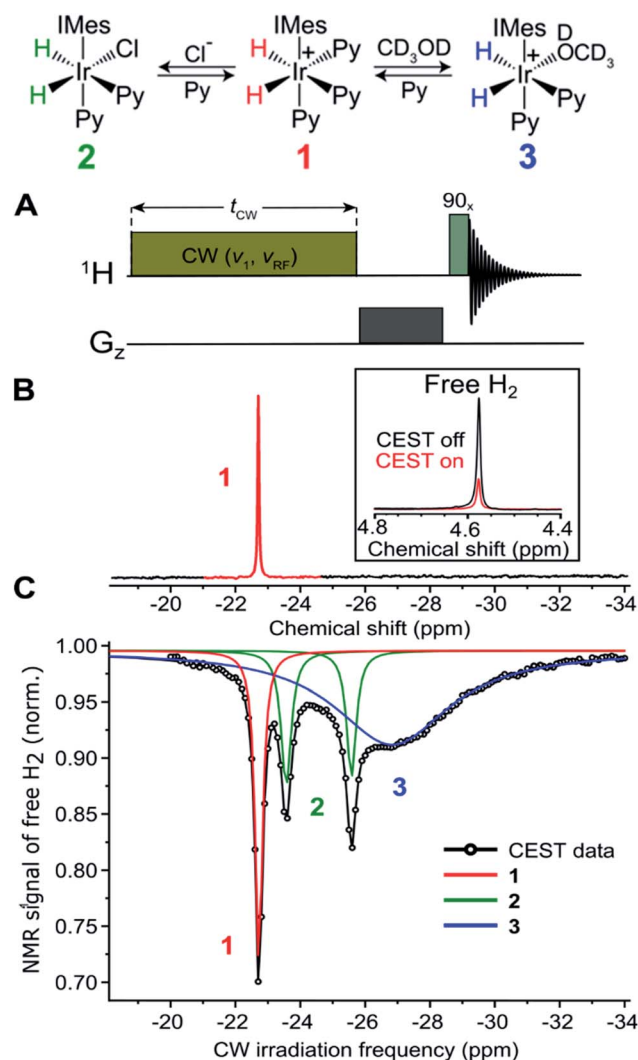 IMes IMes IMes D
H Cl Cl⁻ H + Py CD₃OD H + OCD₃
Ir Ir Ir
H Py Py H Py Py H Py
Py Py Py
2 1 3
A
t_CW
90ₓ
CW (ν₁, ν_RF)
¹H
G_z
B
Free H₂
CEST off
CEST on
1
4.8 4.6 4.4
Chemical shift (ppm)
-20 -22 -24 -26 -28 -30 -32 -34
Chemical shift (ppm)
C
1.00
0.95
0.90
0.85
0.80
0.75
0.70
NMR signal of free H₂ (norm.)
2
3
1
CEST data
1
2
3
-20 -22 -24 -26 -28 -30 -32 -34
CW irradiation frequency (ppm)